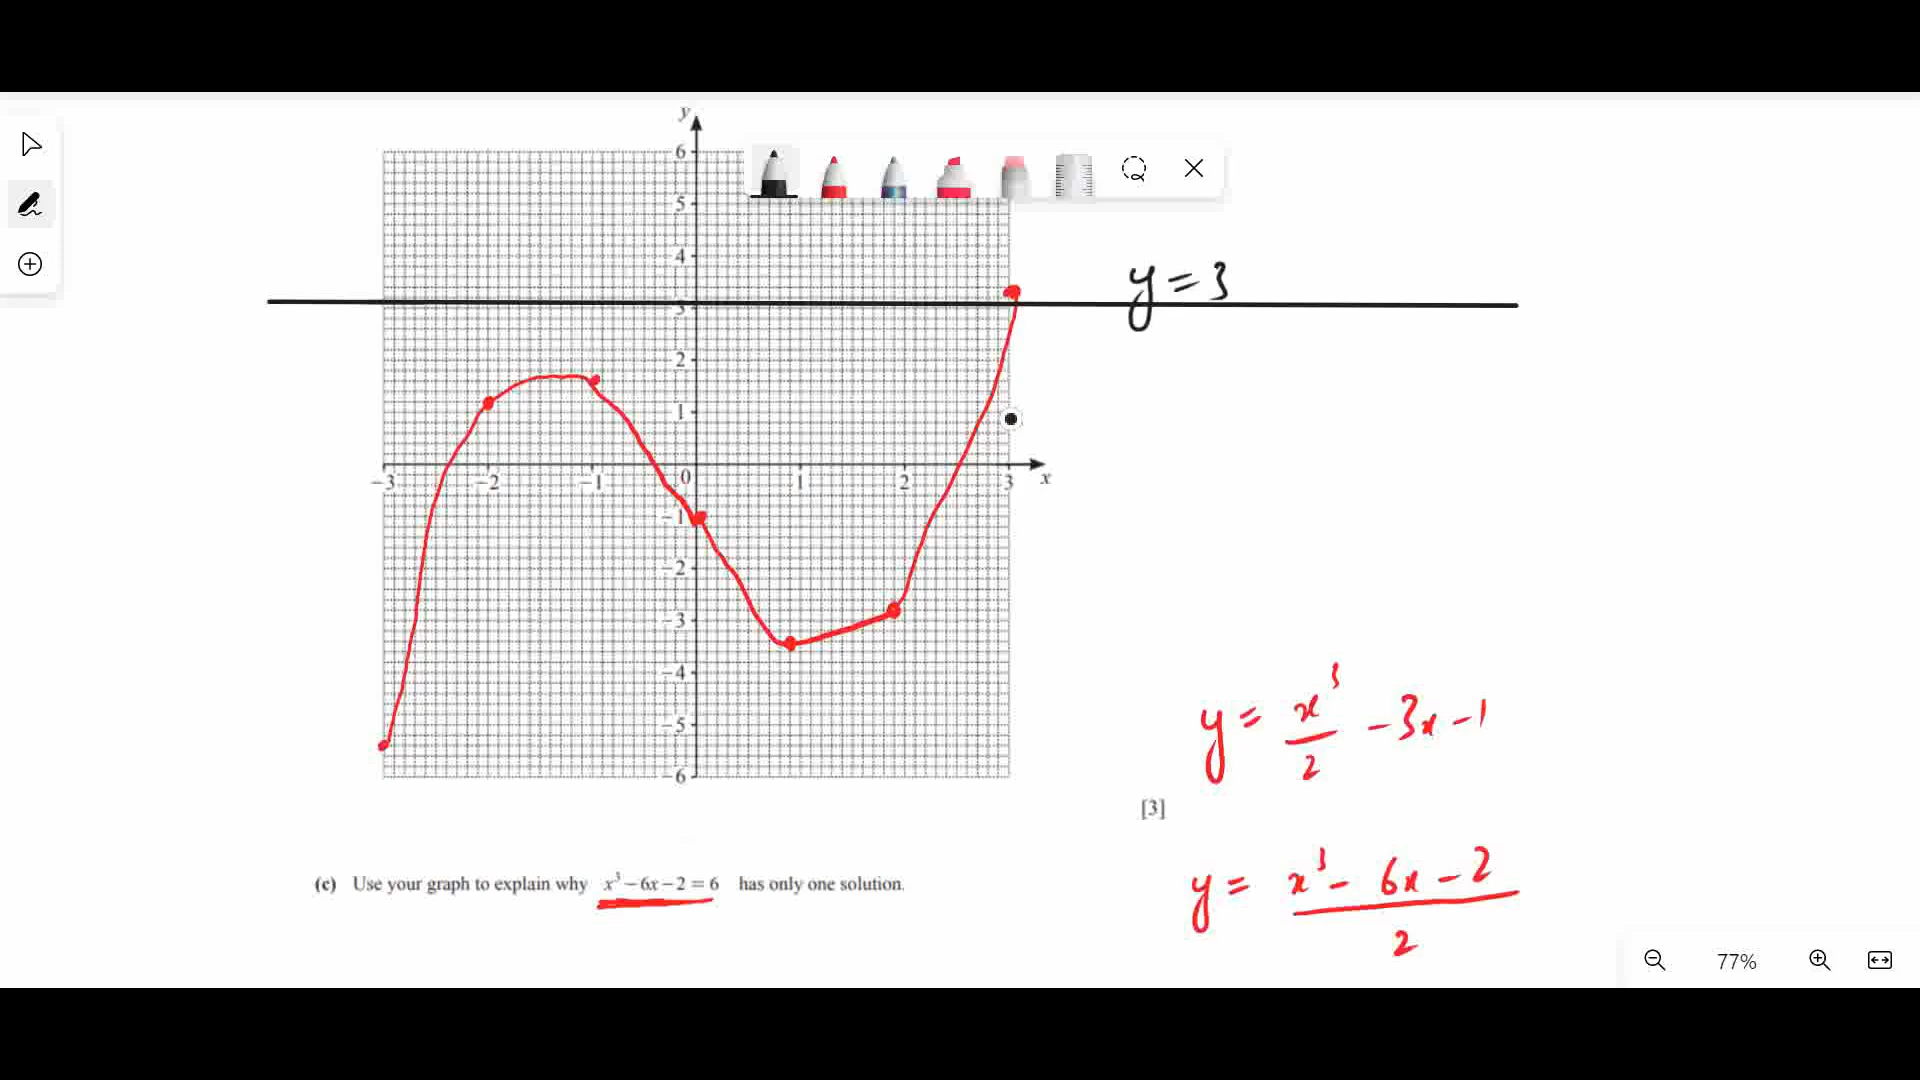 y
6
5
4
y = 3
3
2
1
-3 -2 -1 0 1 2 3 x
-1
-2
-3
-4
-5
-6
y = x³/2 - 3x - 1
[3]
(c) Use your graph to explain why x³ − 6x − 2 = 6 has only one solution.
y = x³ - 6x - 2 / 2
77%